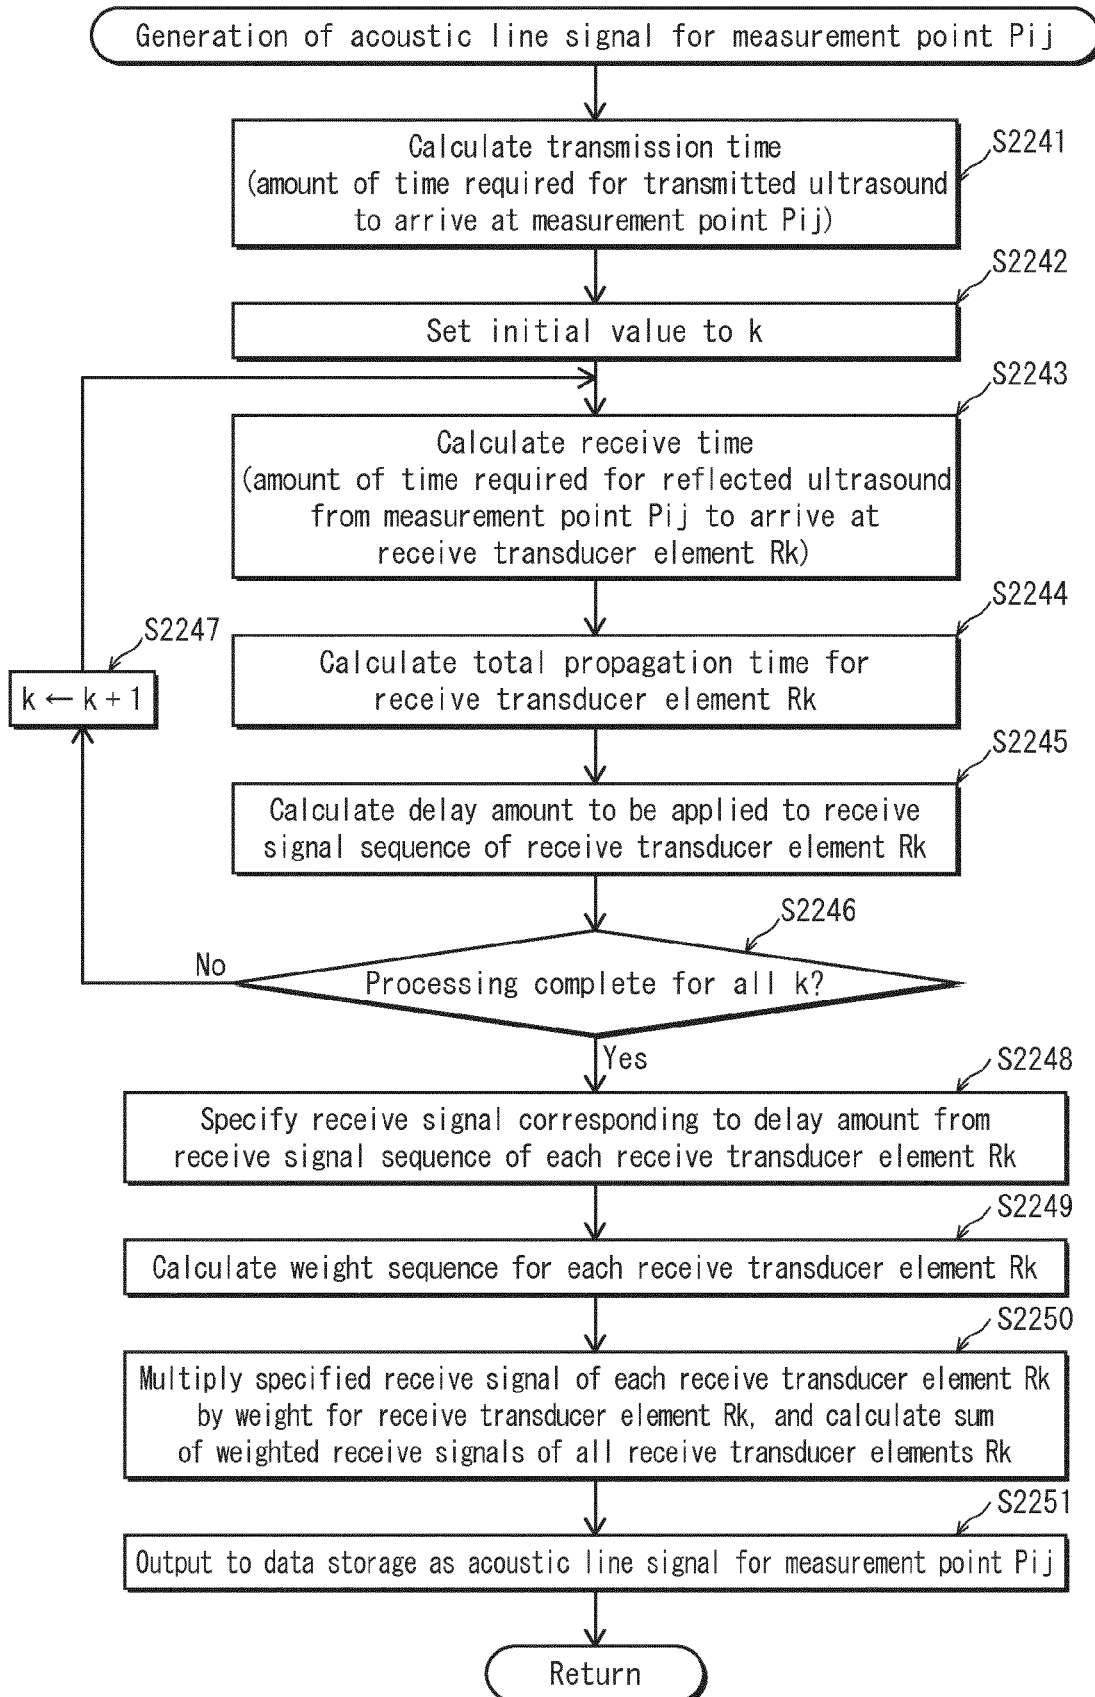 Generation of acoustic line signal for measurement point Pij
S2241
Calculate transmission time
(amount of time required for transmitted ultrasound
to arrive at measurement point Pij)
S2242
Set initial value to k
S2243
Calculate receive time
(amount of time required for reflected ultrasound
from measurement point Pij to arrive at
receive transducer element Rk)
S2244
Calculate total propagation time for
receive transducer element Rk
S2247
k ← k + 1
S2245
Calculate delay amount to be applied to receive
signal sequence of receive transducer element Rk
S2246
No
Processing complete for all k?
Yes
S2248
Specify receive signal corresponding to delay amount from
receive signal sequence of each receive transducer element Rk
S2249
Calculate weight sequence for each receive transducer element Rk
S2250
Multiply specified receive signal of each receive transducer element Rk
by weight for receive transducer element Rk, and calculate sum
of weighted receive signals of all receive transducer elements Rk
S2251
Output to data storage as acoustic line signal for measurement point Pij
Return